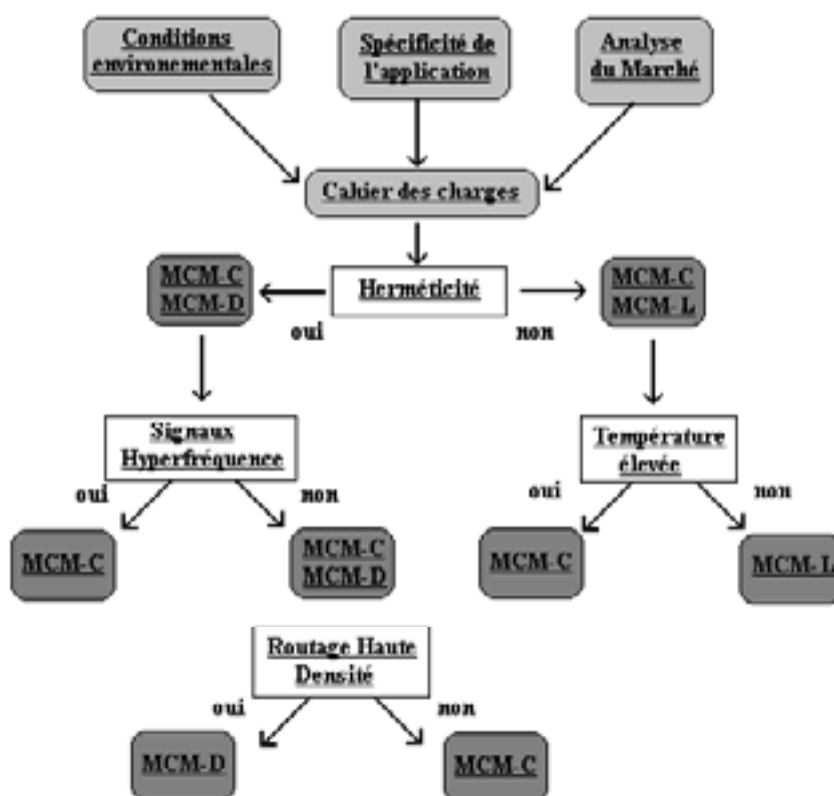 Conditions
environementales
Spécificité de
l'application
Analyse
du Marché
Cahier des charges
MCM-C
MCM-D
Herméticité
MCM-C
MCM-L
oui
non
Signaux
Hyperfréquence
Température
élevée
oui
non
oui
non
MCM-C
MCM-C
MCM-D
MCM-C
MCM-L
Routage Haute
Densité
oui
non
MCM-D
MCM-C